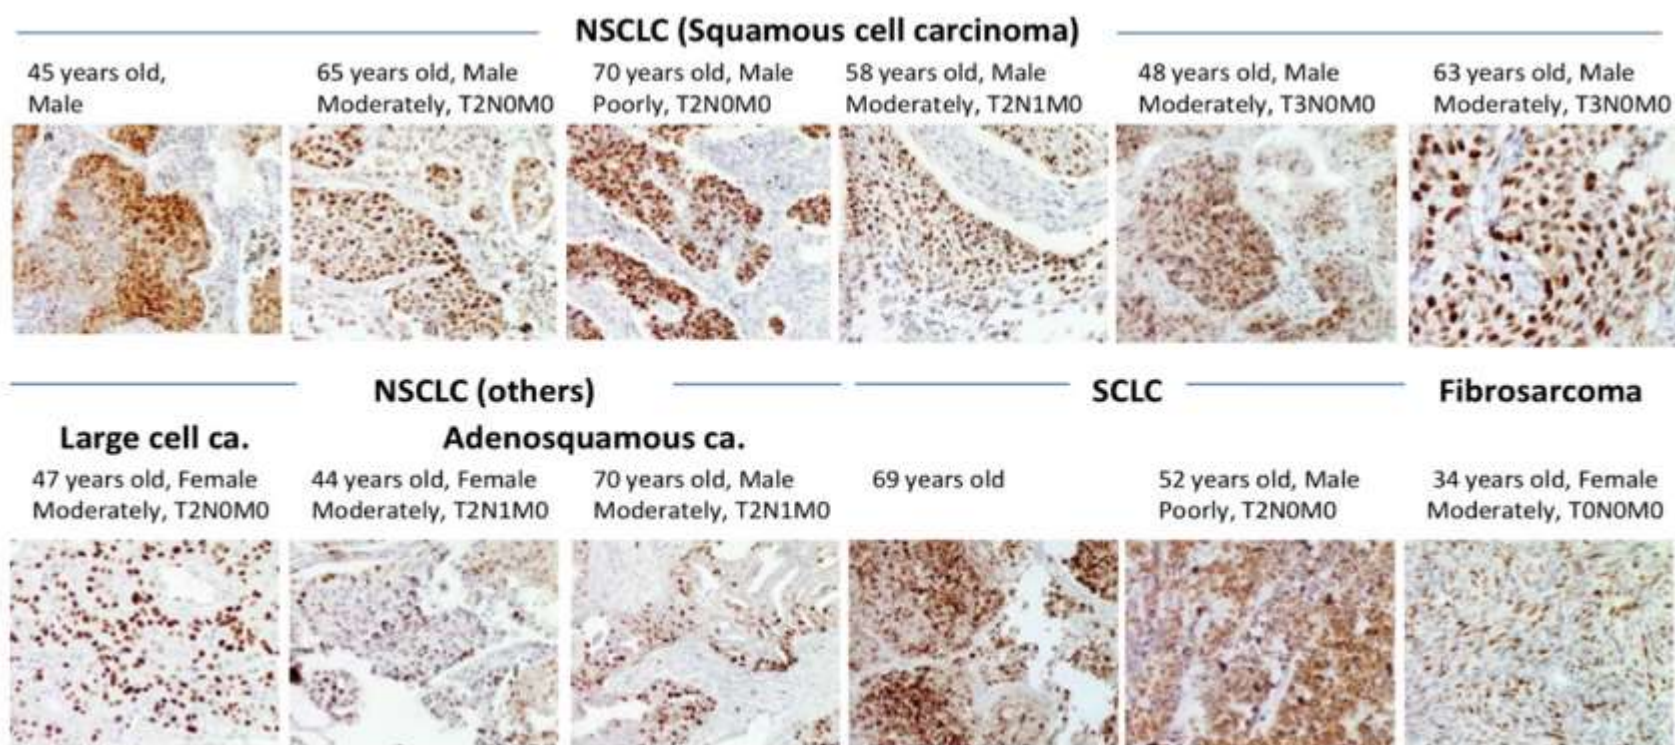 NSCLC (Squamous cell carcinoma)
45 years old,
Male
65 years old, Male
Moderately, T2N0M0
70 years old, Male
Poorly, T2N0M0
58 years old, Male
Moderately, T2N1M0
48 years old, Male
Moderately, T3N0M0
63 years old, Male
Moderately, T3N0M0
NSCLC (others)
SCLC
Fibrosarcoma
Large cell ca.
Adenosquamous ca.
47 years old, Female
Moderately, T2N0M0
44 years old, Female
Moderately, T2N1M0
70 years old, Male
Moderately, T2N1M0
69 years old
52 years old, Male
Poorly, T2N0M0
34 years old, Female
Moderately, T0N0M0